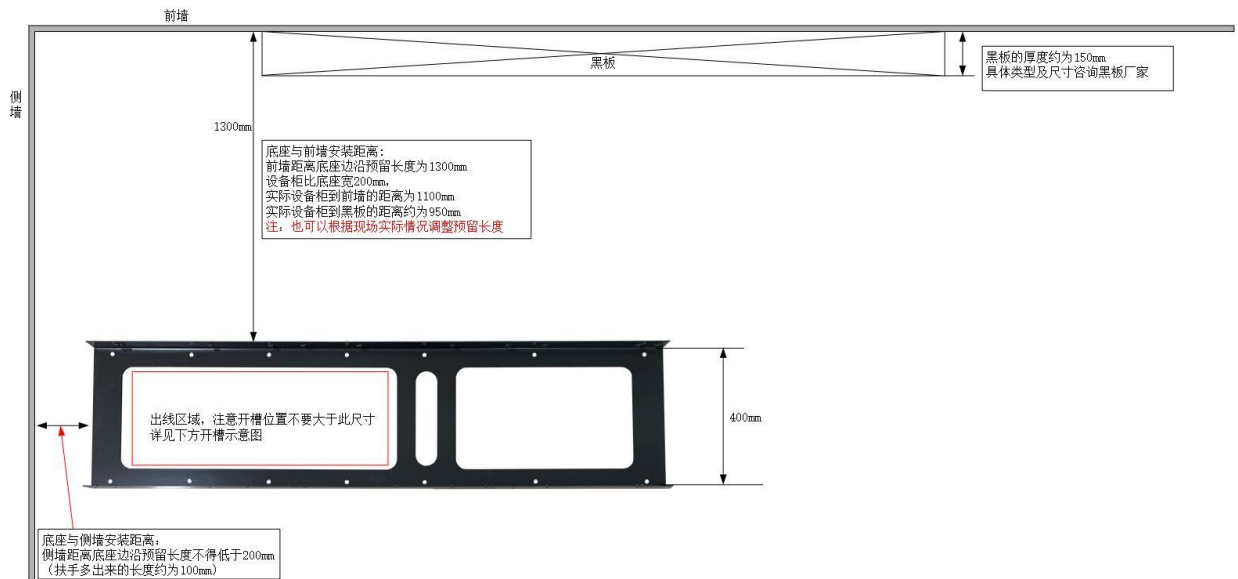 前墙
黑板
黑板的厚度约为150mm
具体类型及尺寸咨询黑板厂家
侧
墙
1300mm
底座与前墙安装距离:
前墙距离底座边沿预留长度为1300mm
设备柜比底座宽200mm,
实际设备柜到前墙的距离为1100mm
实际设备柜到黑板的距离约为950mm
注：也可以根据现场实际情况调整预留长度
出线区域, 注意开槽位置不要大于此尺寸
详见下方开槽示意图
400mm
底座与侧墙安装距离：
侧墙距离底座边沿预留长度不得低于200mm
（扶手多出来的长度约为100mm）